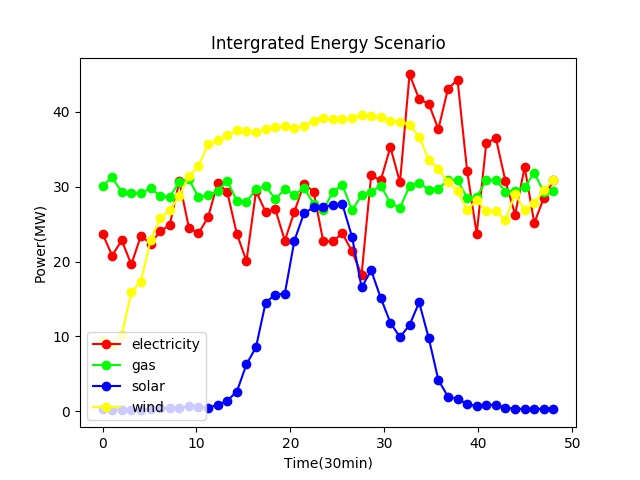 Intergrated Energy Scenario
Power(MW)
40
30
20
10
0
electricity
gas
solar
wind
0 10 20 30 40 50
Time(30min)